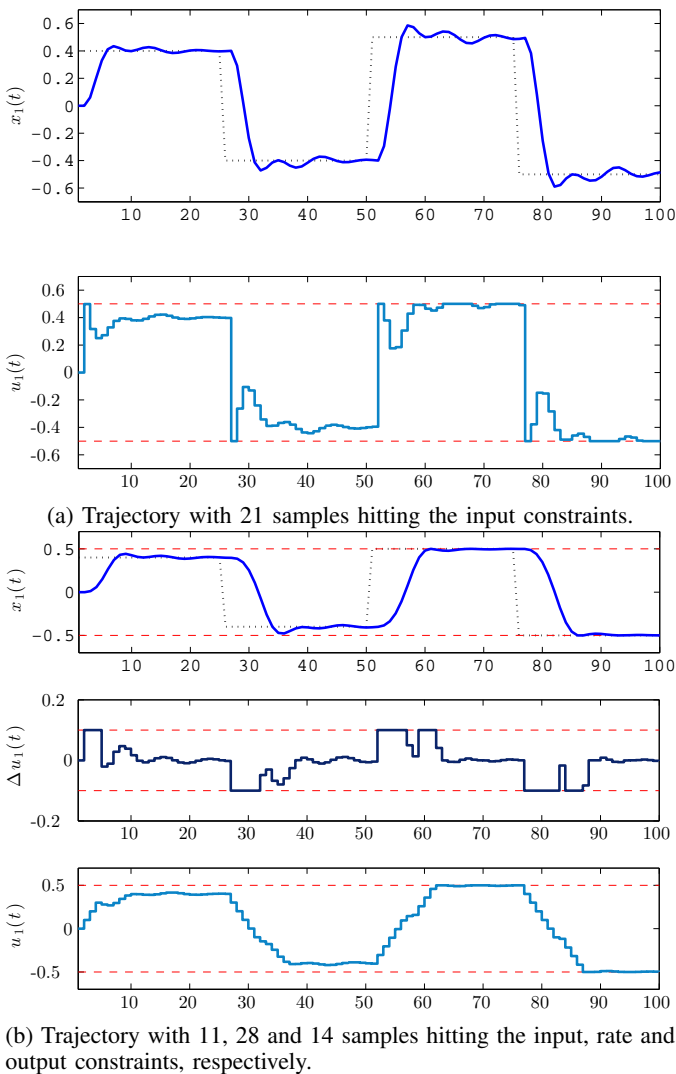 0.6
0.4
0.2
0
−0.2
−0.4
−0.6
x₁(t)
10 20 30 40 50 60 70 80 90 100
0.6
0.4
0.2
0
-0.2
-0.4
-0.6
u₁(t)
10 20 30 40 50 60 70 80 90 100
(a) Trajectory with 21 samples hitting the input constraints.
0.5
0
−0.5
x₁(t)
10 20 30 40 50 60 70 80 90 100
0.2
0
-0.2
Δu₁(t)
10 20 30 40 50 60 70 80 90 100
0.5
0
-0.5
u₁(t)
10 20 30 40 50 60 70 80 90 100
(b) Trajectory with 11, 28 and 14 samples hitting the input, rate and
output constraints, respectively.